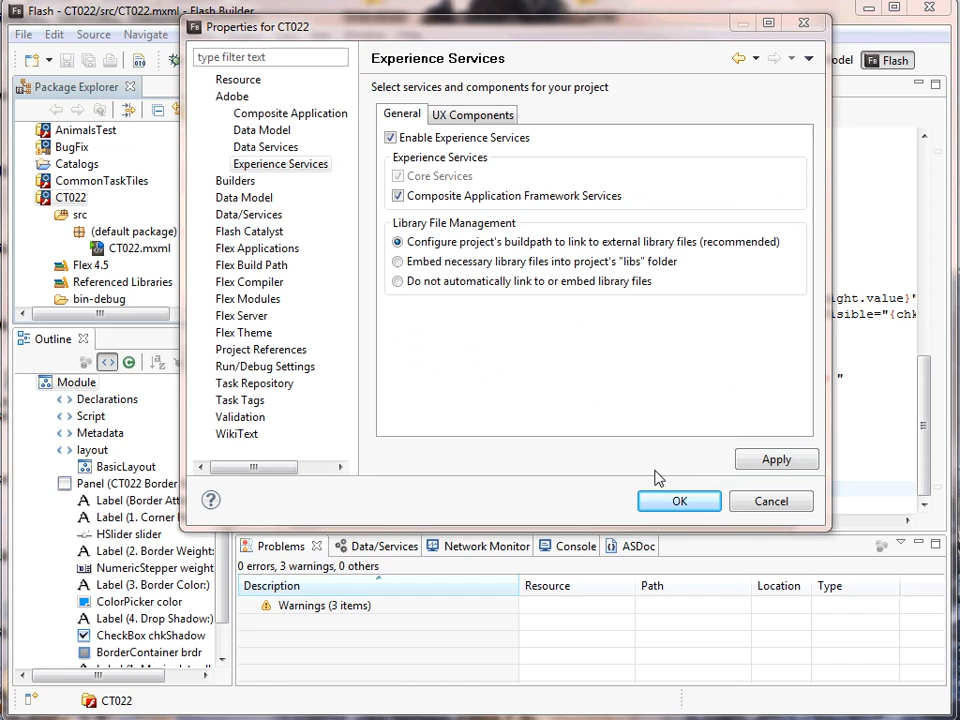 Flash - CT022/src/CT022.mxml - Flash Builder
File Edit Source Navigate
Package Explorer
AnimalsTest
BugFix
Catalogs
CommonTaskTiles
CT022
src
(default package)
CT022.mxml
Flex 4.5
Referenced Libraries
bin-debug
Outline
Module
Declarations
Script
Metadata
layout
BasicLayout
Panel (CT022 Border
Label (Border Att
Label (1. Corner
HSlider slider
Label (2. Border Weight:
NumericStepper weight
Label (3. Border Color:)
ColorPicker color
Label (4. Drop Shadow:)
CheckBox chkShadow
BorderContainer brdr
CT022
Properties for CT022
type filter text
Resource
Adobe
Composite Application
Data Model
Data Services
Experience Services
Builders
Data Model
Data/Services
Flash Catalyst
Flex Applications
Flex Build Path
Flex Compiler
Flex Modules
Flex Server
Flex Theme
Project References
Run/Debug Settings
Task Repository
Task Tags
Validation
WikiText
Experience Services
Select services and components for your project
General UX Components
Enable Experience Services
Experience Services
Core Services
Composite Application Framework Services
Library File Management
Configure project's buildpath to link to external library files (recommended)
Embed necessary library files into project's "libs" folder
Do not automatically link to or embed library files
Apply
OK Cancel
odel Flash
ight.value}"
isible="{chk
"
Problems Data/Services Network Monitor Console ASDoc
0 errors, 3 warnings, 0 others
Description Resource Path Location Type
Warnings (3 items)